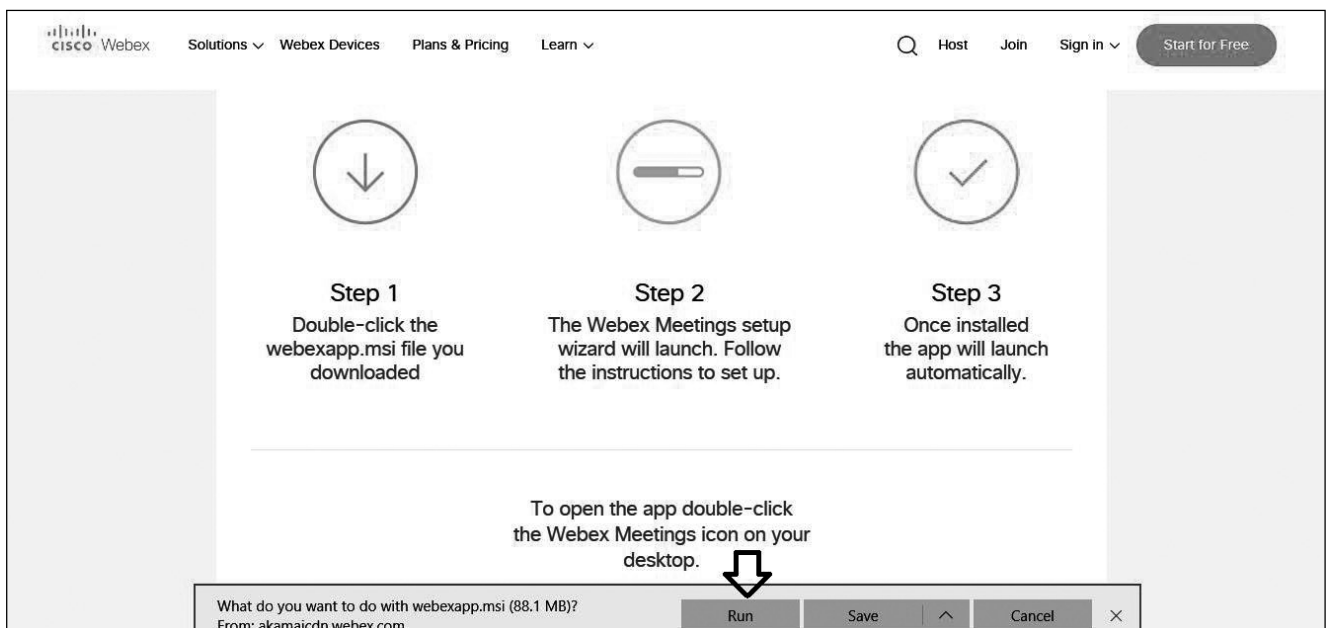 cisco Webex Solutions Webex Devices Plans & Pricing Learn Host Join Sign in Start for Free
Step 1
Double-click the
webexapp.msi file you
downloaded
Step 2
The Webex Meetings setup
wizard will launch. Follow
the instructions to set up.
Step 3
Once installed
the app will launch
automatically.
To open the app double-click
the Webex Meetings icon on your
desktop.
What do you want to do with webexapp.msi (88.1 MB)?
From: akamaicdn.webex.com
Run Save Cancel